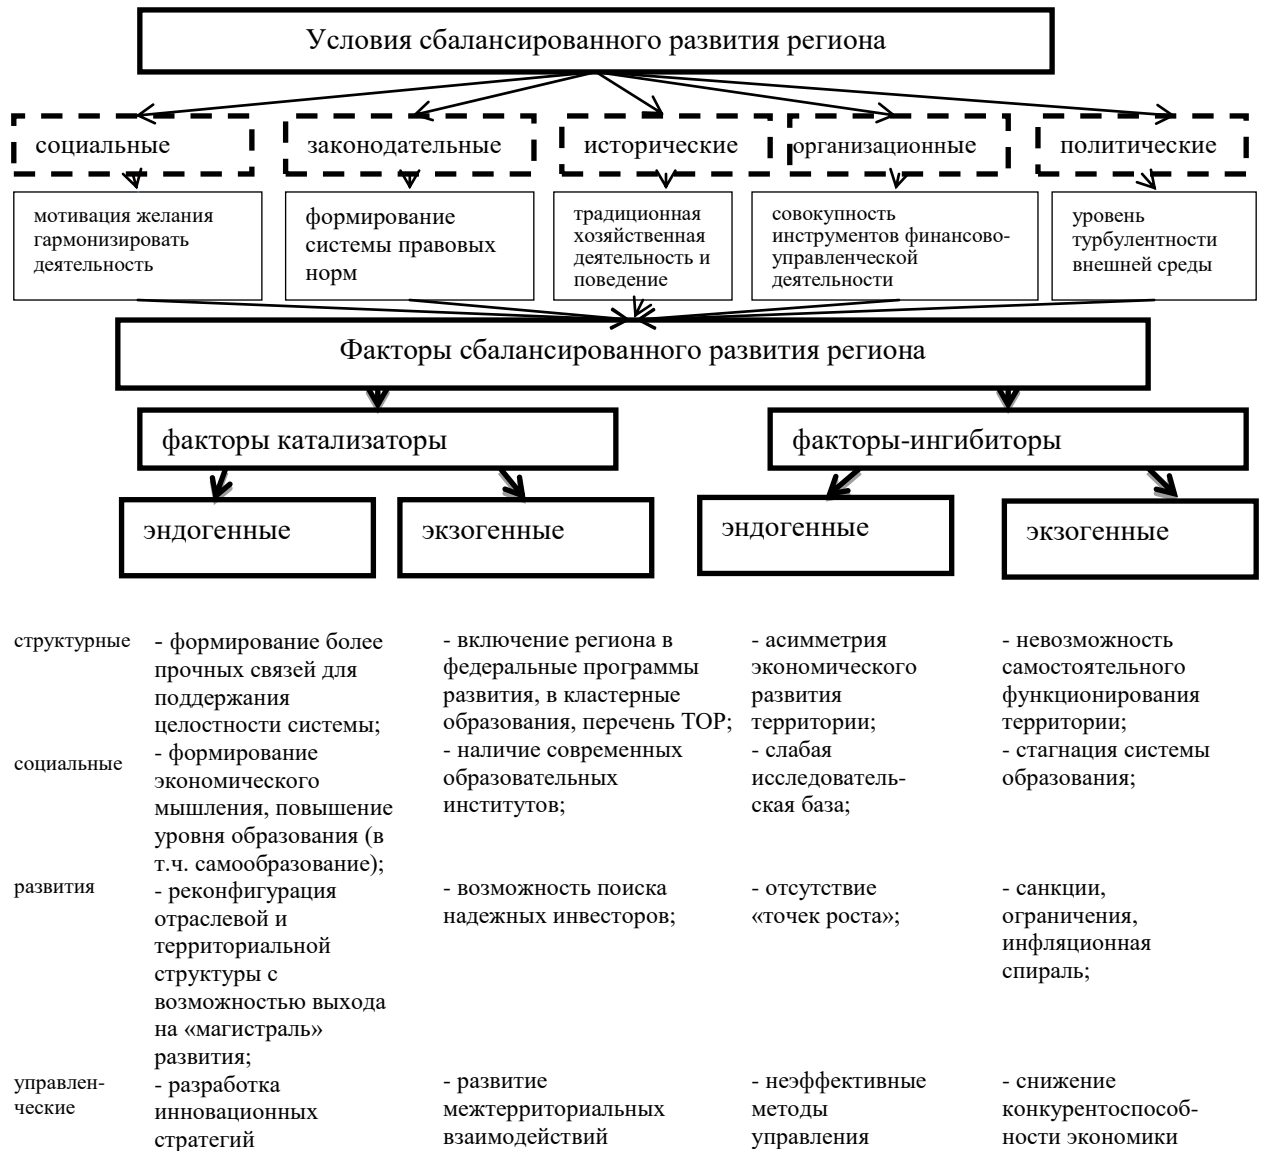 Условия сбалансированного развития региона
социальные
законодательные
исторические
организационные
политические
мотивация желания
гармонизировать
деятельность
формирование
системы правовых
норм
традиционная
хозяйственная
деятельность и
поведение
совокупность
инструментов финансово-
управленческой
деятельности
уровень
турбулентности
внешней среды
Факторы сбалансированного развития региона
факторы катализаторы
факторы-ингибиторы
эндогенные
экзогенные
эндогенные
экзогенные
структурные
- формирование более
прочных связей для
поддержания
целостности системы;
- включение региона в
федеральные программы
развития, в кластерные
образования, перечень ТОР;
- асимметрия
экономического
развития
территории;
- невозможность
самостоятельного
функционирования
территории;
социальные
- формирование
экономического
мышления, повышение
уровня образования (в
т.ч. самообразование);
- наличие современных
образовательных
институтов;
- слабая
исследователь-
ская база;
- стагнация системы
образования;
развития
- реконфигурация
отраслевой и
территориальной
структуры с
возможностью выхода
на «магистраль»
развития;
- возможность поиска
надежных инвесторов;
- отсутствие
«точек роста»;
- санкции,
ограничения,
инфляционная
спираль;
управлен-
ческие
- разработка
инновационных
стратегий
- развитие
межтерриториальных
взаимодействий
- неэффективные
методы
управления
- снижение
конкурентоспособ-
ности экономики